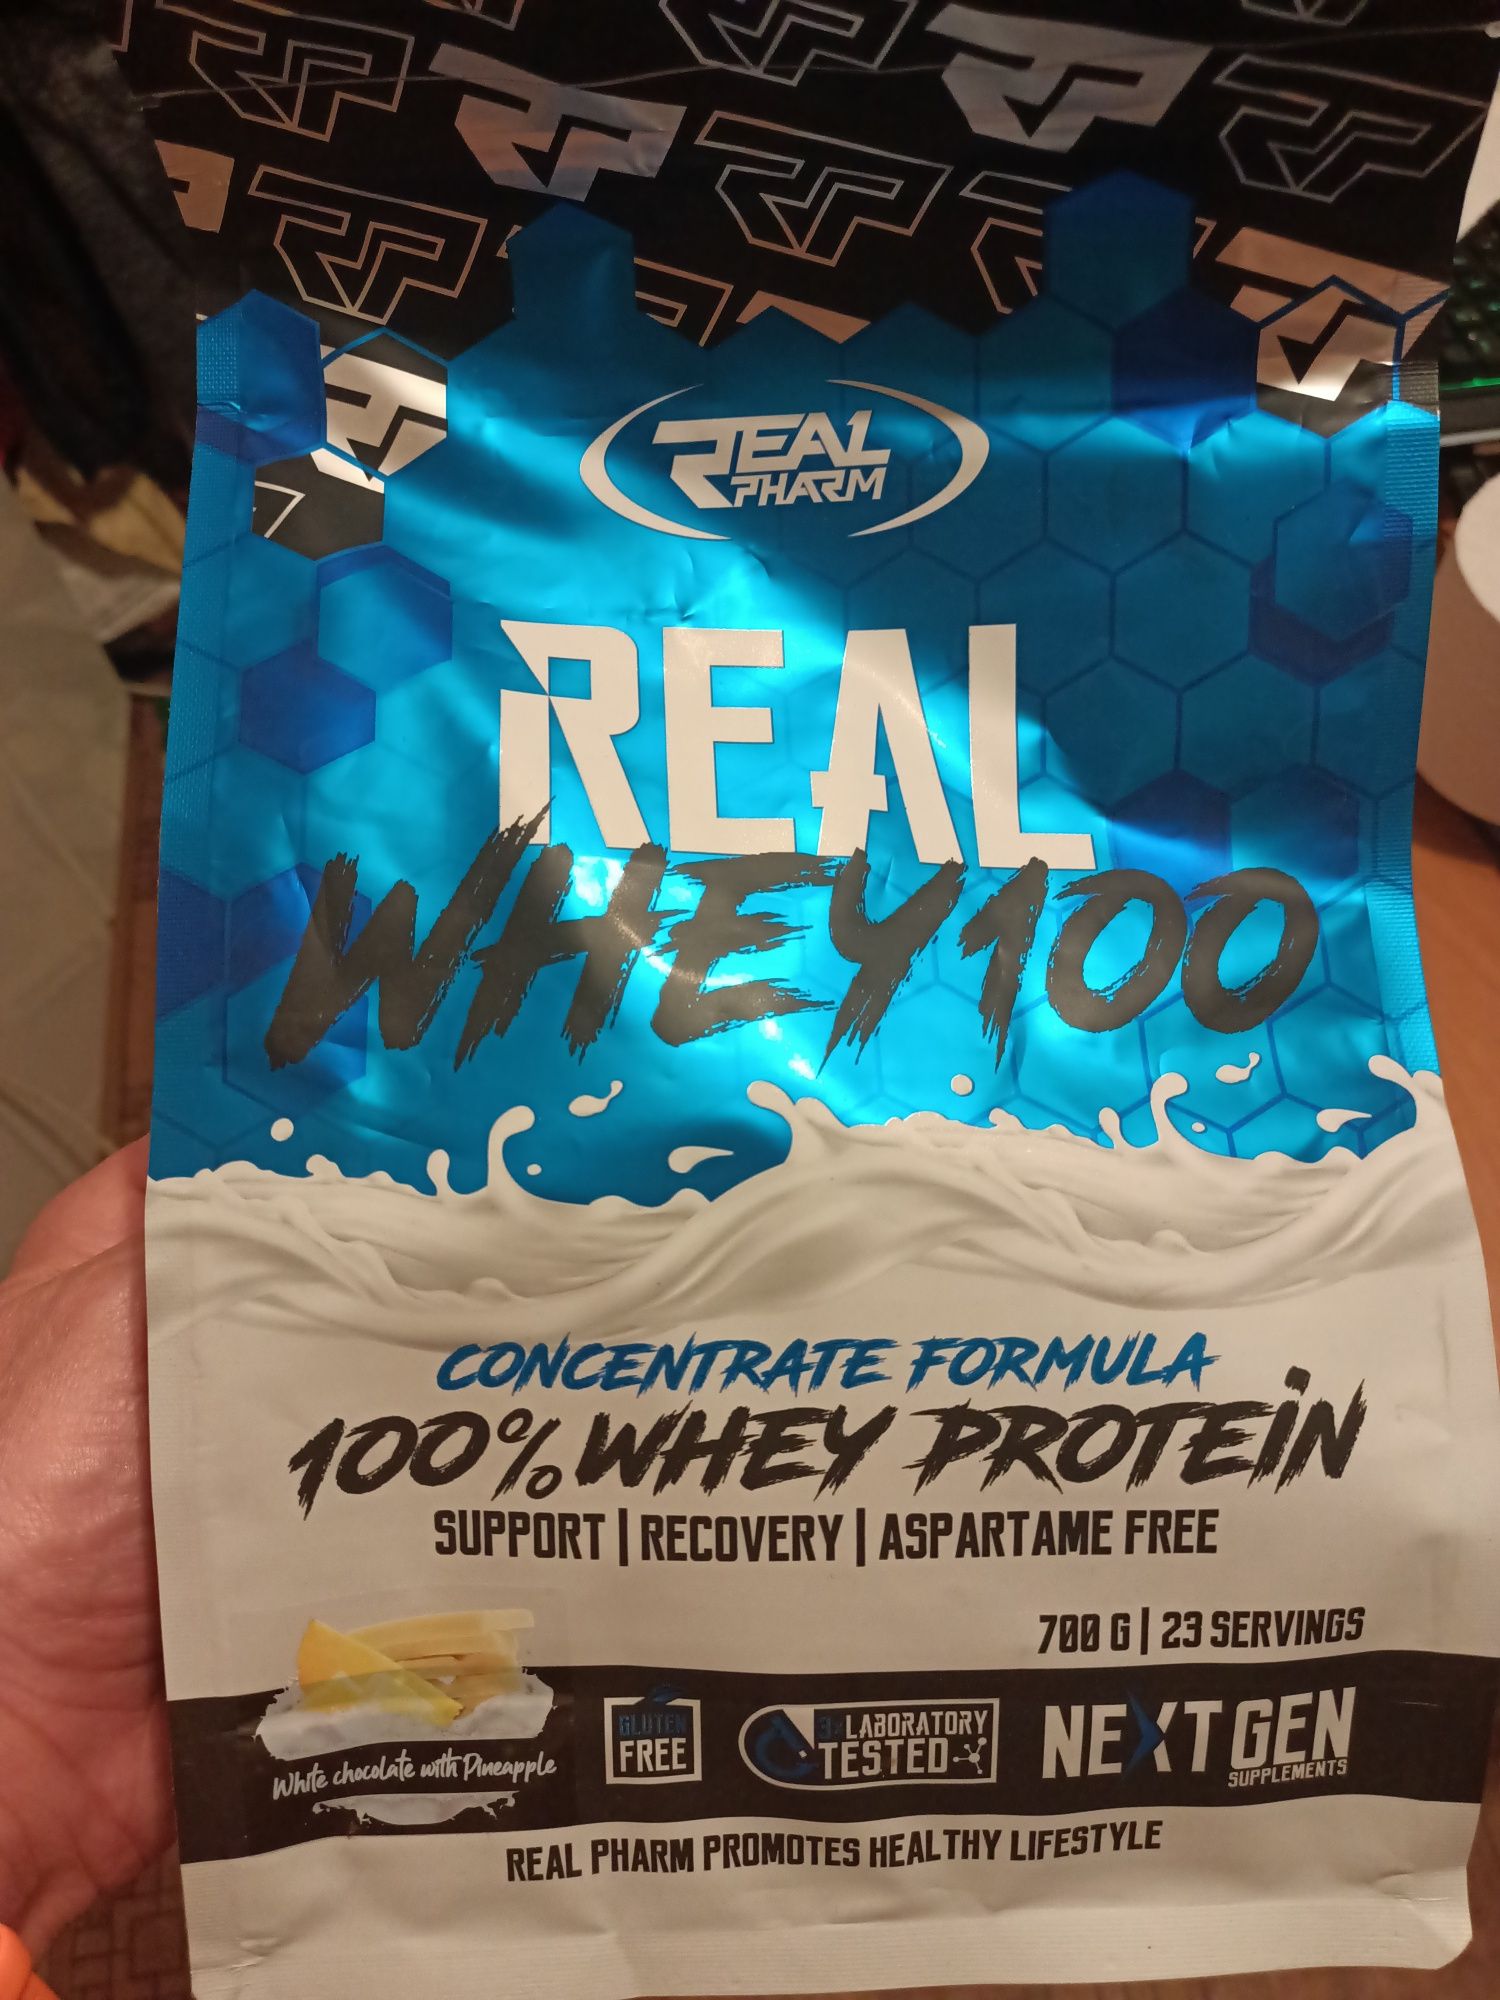 REAL
PHARM
REAL
WHEY100
CONCENTRATE FORMULA
100% WHEY PROTEIN
SUPPORT | RECOVERY | ASPARTAME FREE
700 G | 23 SERVINGS
White chocolate with Pineapple
GLUTEN
FREE
3x LABORATORY
TESTED
NEXT GEN
SUPPLEMENTS
REAL PHARM PROMOTES HEALTHY LIFESTYLE